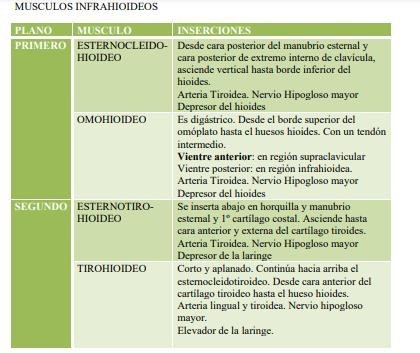 MUSCULOS INFRAHIOIDEOS
PLANO MUSCULO INSERCIONES
PRIMERO ESTERNOCLEIDO-
HIOIDEO
Desde cara posterior del manubrio esternal y
cara posterior de extremo interno de clavícula,
asciende vertical hasta borde inferior del
hioides.
Arteria Tiroidea. Nervio Hipogloso mayor
Depresor del hioides
OMOHIOIDEO
Es digástrico. Desde el borde superior del
omóplato hasta el huesos hioides. Con un tendón
intermedio.
Vientre anterior: en región supraclavicular
Vientre posterior: en región infrahioidea.
Arteria Tiroidea. Nervio Hipogloso mayor
Depresor del hioides
SEGUNDO ESTERNOTIRO-
HIOIDEO
Se inserta abajo en horquilla y manubrio
esternal y 1º cartílago costal. Asciende hasta
cara anterior y externa del cartílago tiroides.
Arteria Tiroidea. Nervio Hipogloso mayor
Depresor de la laringe
TIROHIOIDEO
Corto y aplanado. Continúa hacia arriba el
esternocleidotiroideo. Desde cara anterior del
cartílago tiroideo hasta el hueso hioides.
Arteria lingual y tiroidea. Nervio hipogloso
mayor.
Elevador de la laringe.